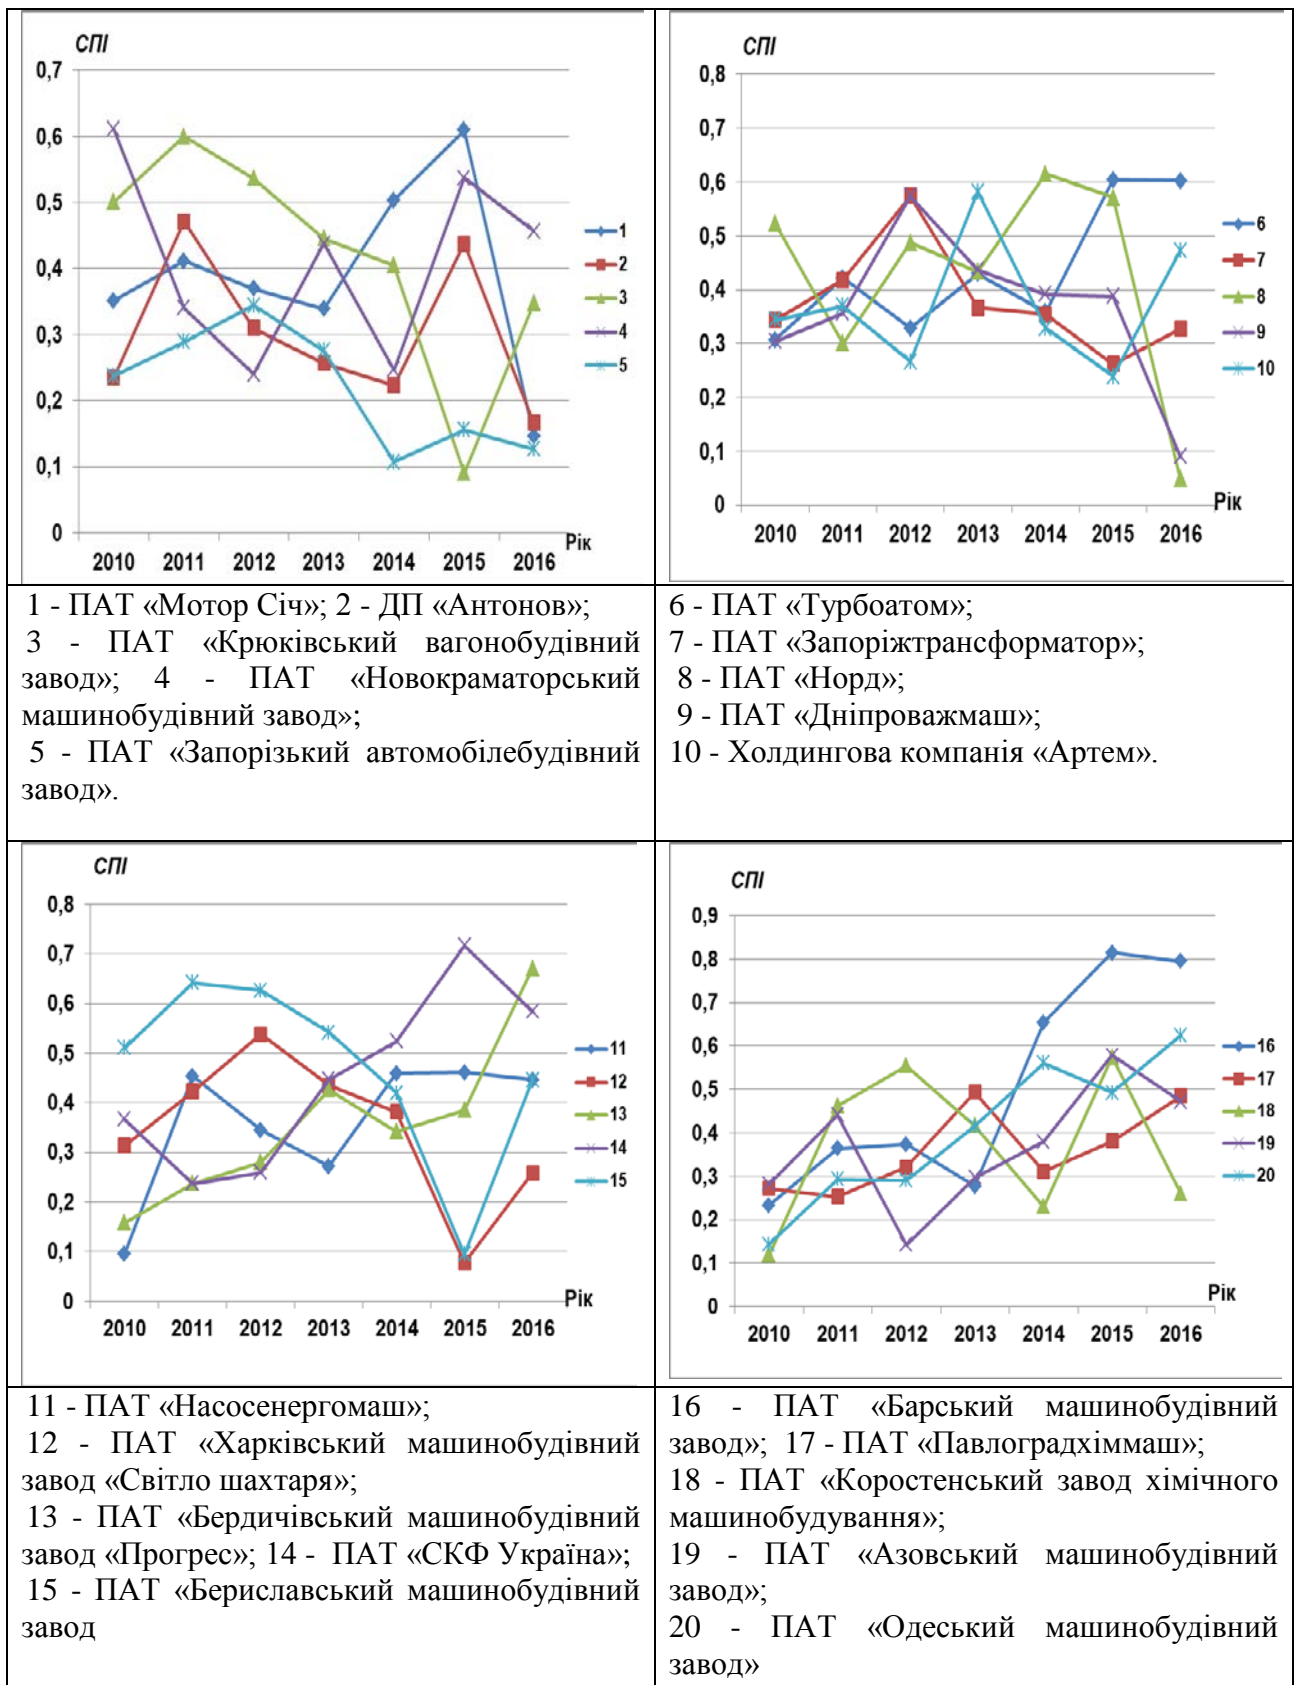 СПІ
0,7
0,6
0,5
0,4
0,3
0,2
0,1
0
2010 2011 2012 2013 2014 2015 2016
Рік
1
2
3
4
5
СПІ
0,8
0,7
0,6
0,5
0,4
0,3
0,2
0,1
0
2010 2011 2012 2013 2014 2015 2016
Рік
6
7
8
9
10
1 - ПАТ «Мотор Січ»; 2 - ДП «Антонов»;
3 - ПАТ «Крюківський вагонобудівний
завод»; 4 - ПАТ «Новокраматорський
машинобудівний завод»;
5 - ПАТ «Запорізький автомобілебудівний
завод».
6 - ПАТ «Турбоатом»;
7 - ПАТ «Запоріжтрансформатор»;
8 - ПАТ «Норд»;
9 - ПАТ «Дніпроважмаш»;
10 - Холдингова компанія «Артем».
СПІ
0,8
0,7
0,6
0,5
0,4
0,3
0,2
0,1
0
2010 2011 2012 2013 2014 2015 2016
Рік
11
12
13
14
15
СПІ
0,9
0,8
0,7
0,6
0,5
0,4
0,3
0,2
0,1
0
2010 2011 2012 2013 2014 2015 2016
Рік
16
17
18
19
20
11 - ПАТ «Насосенергомаш»;
12 - ПАТ «Харківський машинобудівний
завод «Світло шахтаря»;
13 - ПАТ «Бердичівський машинобудівний
завод «Прогрес»; 14 - ПАТ «СКФ Україна»;
15 - ПАТ «Бериславський машинобудівний
завод
16 - ПАТ «Барський машинобудівний
завод»; 17 - ПАТ «Павлоградхіммаш»;
18 - ПАТ «Коростенський завод хімічного
машинобудування»;
19 - ПАТ «Азовський машинобудівний
завод»;
20 - ПАТ «Одеський машинобудівний
завод»